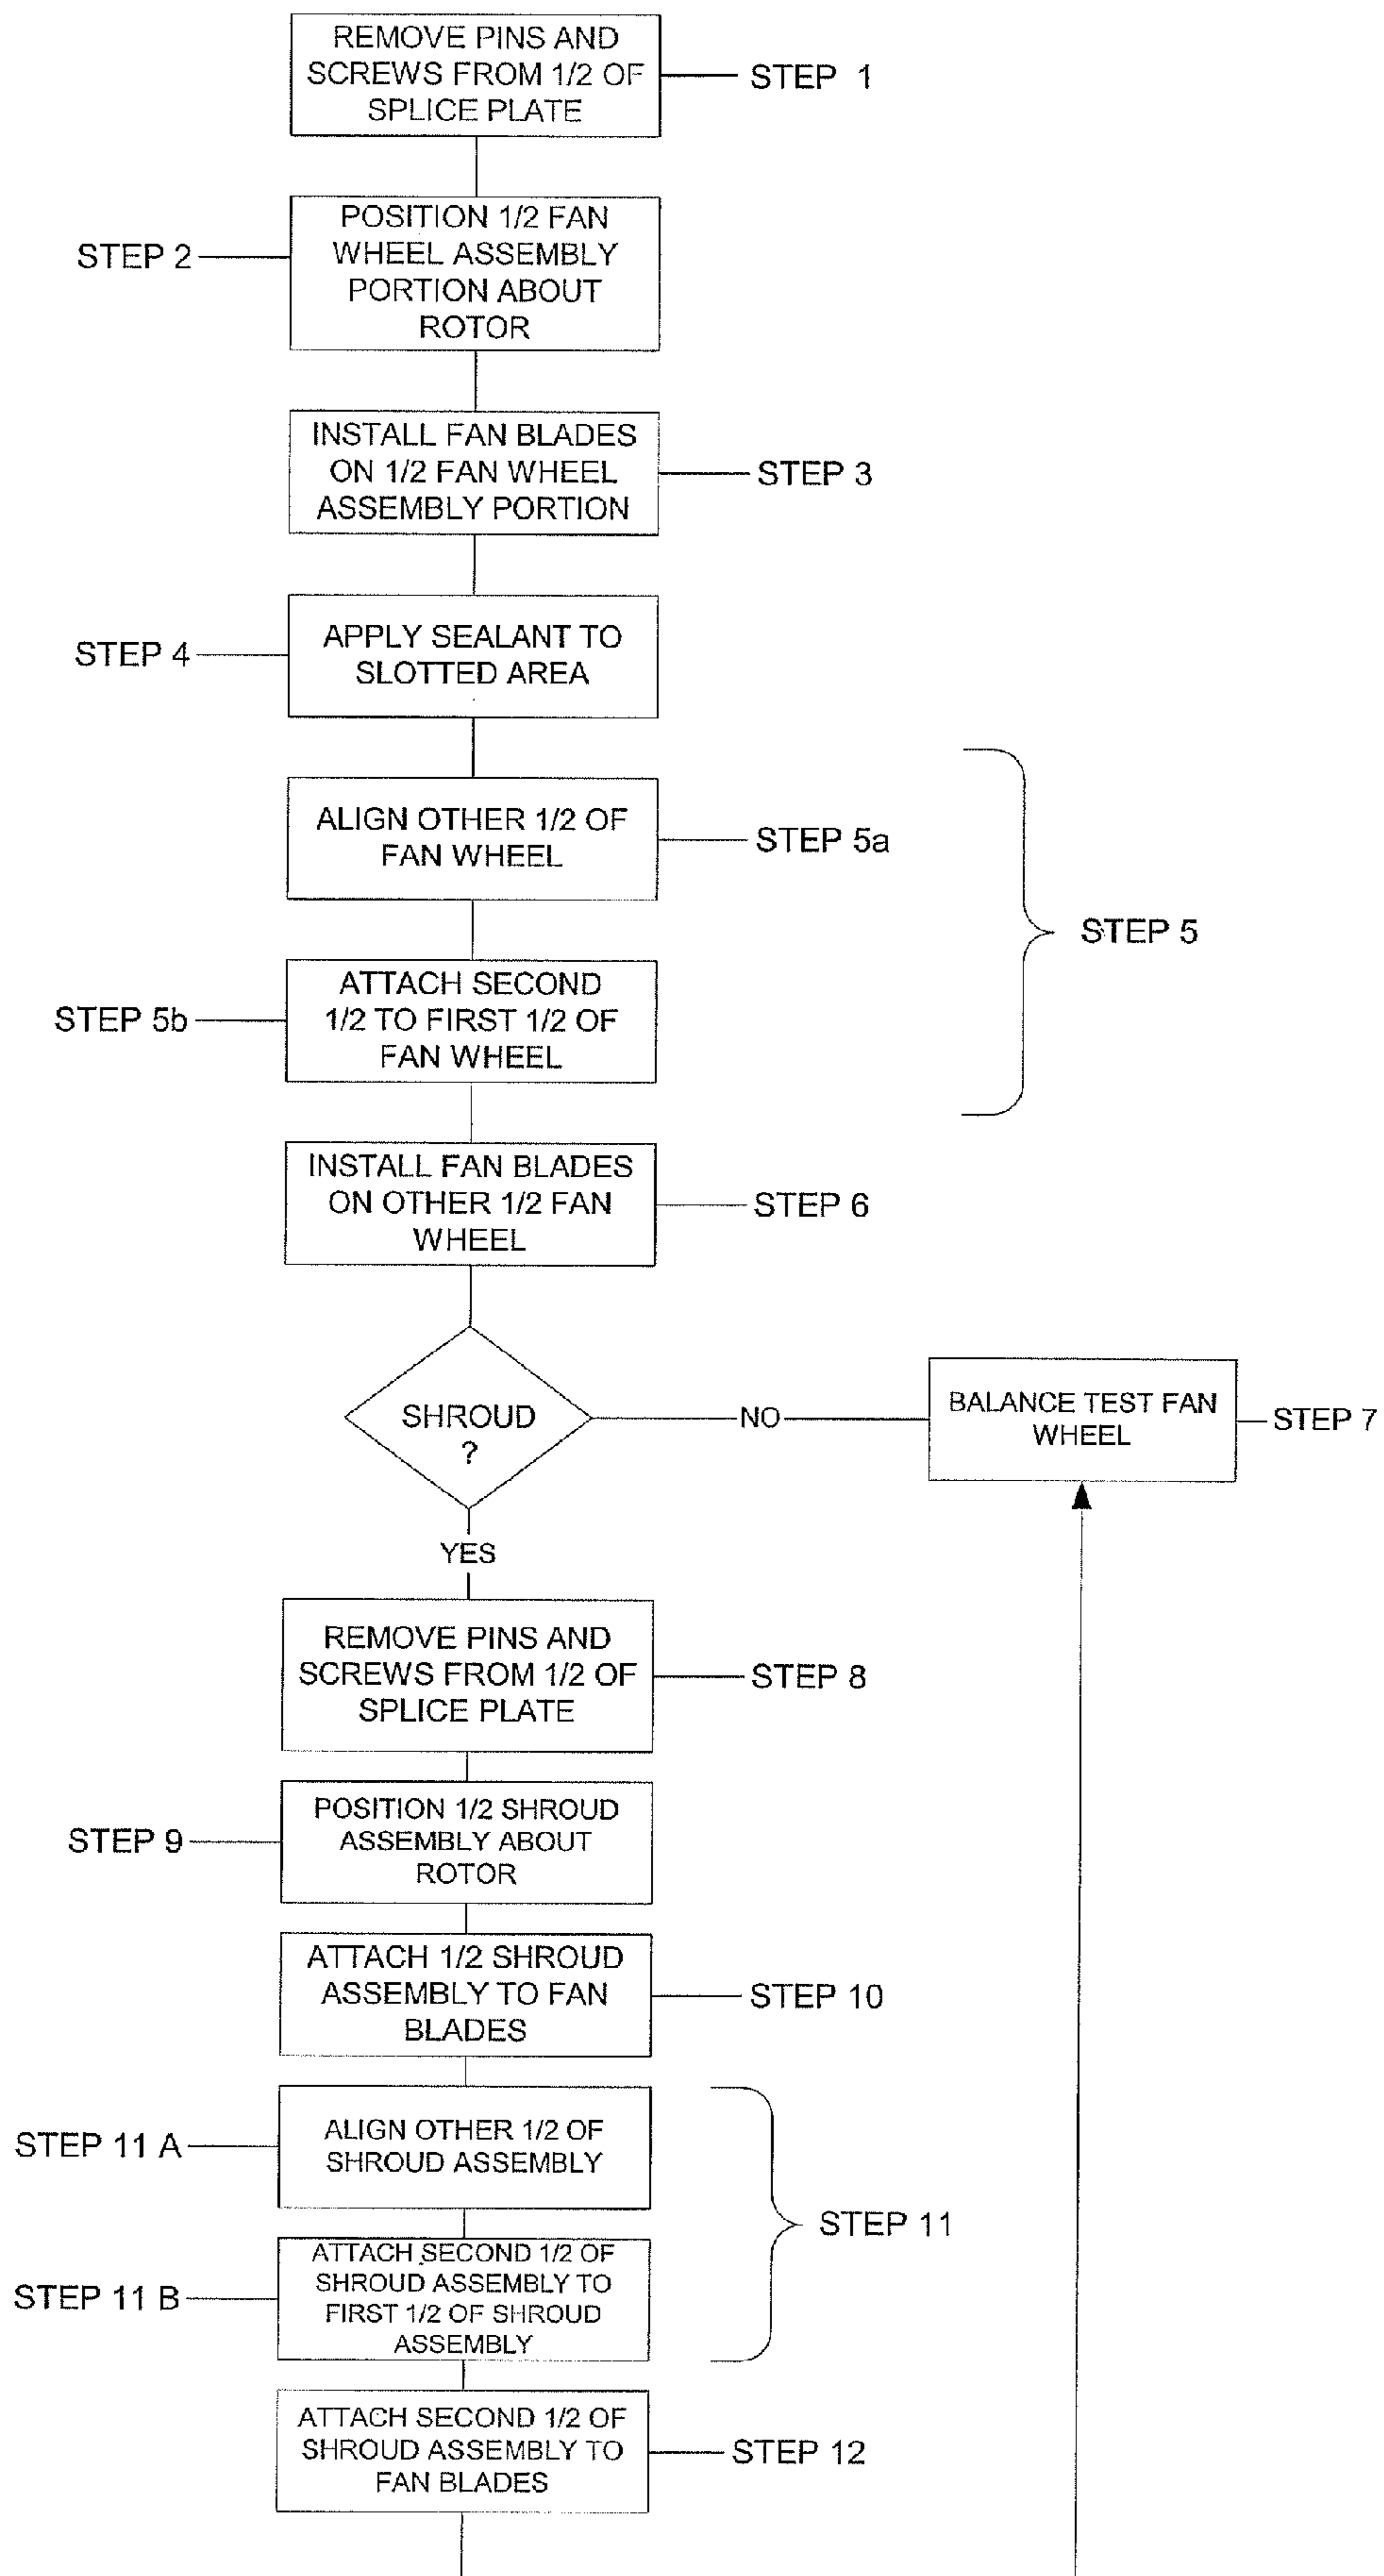 REMOVE PINS AND
SCREWS FROM 1/2 OF
SPLICE PLATE
STEP 1
POSITION 1/2 FAN
WHEEL ASSEMBLY
PORTION ABOUT
ROTOR
STEP 2
INSTALL FAN BLADES
ON 1/2 FAN WHEEL
ASSEMBLY PORTION
STEP 3
APPLY SEALANT TO
SLOTTED AREA
STEP 4
ALIGN OTHER 1/2 OF
FAN WHEEL
STEP 5a
STEP 5
ATTACH SECOND
1/2 TO FIRST 1/2 OF
FAN WHEEL
STEP 5b
INSTALL FAN BLADES
ON OTHER 1/2 FAN
WHEEL
STEP 6
SHROUD
?
NO
BALANCE TEST FAN
WHEEL
STEP 7
YES
REMOVE PINS AND
SCREWS FROM 1/2 OF
SPLICE PLATE
STEP 8
POSITION 1/2 SHROUD
ASSEMBLY ABOUT
ROTOR
STEP 9
ATTACH 1/2 SHROUD
ASSEMBLY TO FAN
BLADES
STEP 10
ALIGN OTHER 1/2 OF
SHROUD ASSEMBLY
STEP 11 A
STEP 11
ATTACH SECOND 1/2 OF
SHROUD ASSEMBLY TO
FIRST 1/2 OF SHROUD
ASSEMBLY
STEP 11 B
ATTACH SECOND 1/2 OF
SHROUD ASSEMBLY TO
FAN BLADES
STEP 12